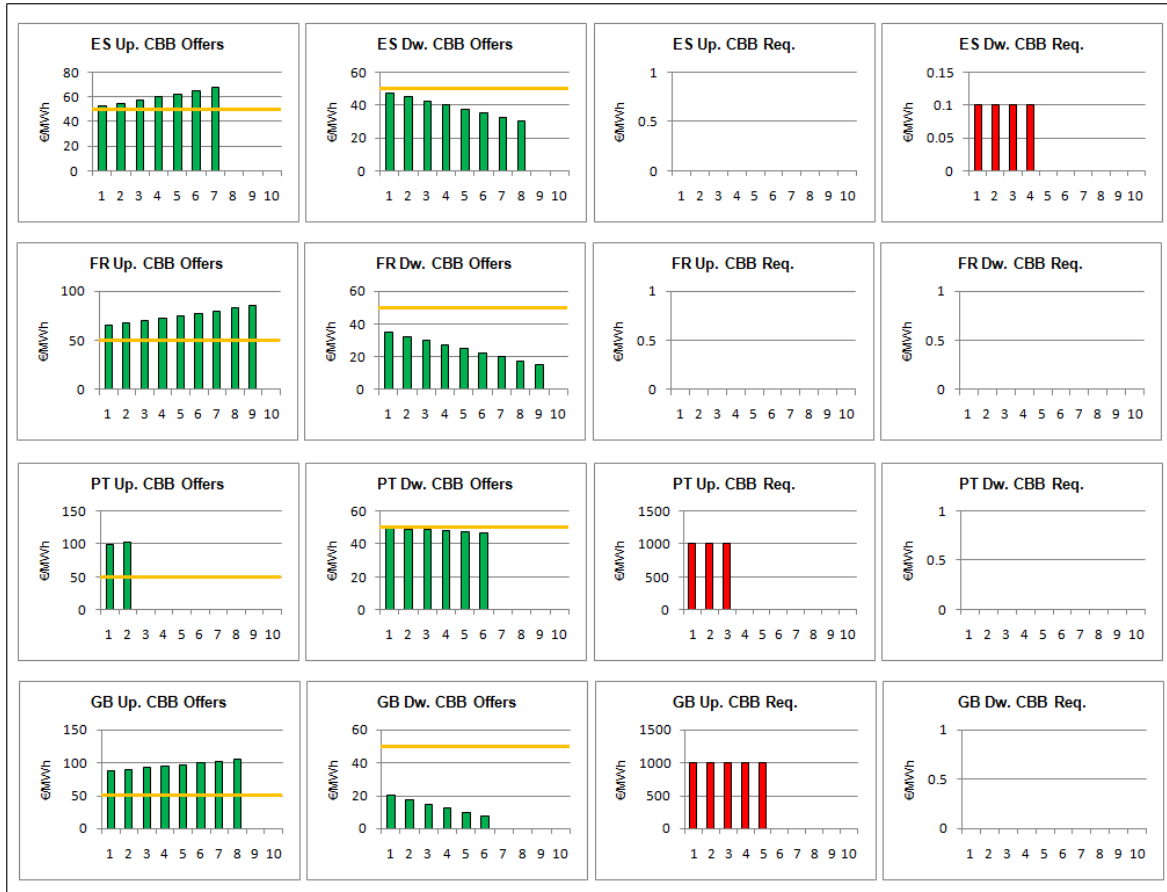 ES Up. CBB Offers
€/MWh
80
60
40
20
0
1 2 3 4 5 6 7 8 9 10
ES Dw. CBB Offers
€/MWh
60
40
20
0
1 2 3 4 5 6 7 8 9 10
ES Up. CBB Req.
€/MWh
1
0.5
0
1 2 3 4 5 6 7 8 9 10
ES Dw. CBB Req.
€/MWh
0.15
0.1
0.05
0
1 2 3 4 5 6 7 8 9 10
FR Up. CBB Offers
€/MWh
100
50
0
1 2 3 4 5 6 7 8 9 10
FR Dw. CBB Offers
€/MWh
60
40
20
0
1 2 3 4 5 6 7 8 9 10
FR Up. CBB Req.
€/MWh
1
0.5
0
1 2 3 4 5 6 7 8 9 10
FR Dw. CBB Req.
€/MWh
1
0.5
0
1 2 3 4 5 6 7 8 9 10
PT Up. CBB Offers
€/MWh
150
100
50
0
1 2 3 4 5 6 7 8 9 10
PT Dw. CBB Offers
€/MWh
60
40
20
0
1 2 3 4 5 6 7 8 9 10
PT Up. CBB Req.
€/MWh
1500
1000
500
0
1 2 3 4 5 6 7 8 9 10
PT Dw. CBB Req.
€/MWh
1
0.5
0
1 2 3 4 5 6 7 8 9 10
GB Up. CBB Offers
€/MWh
150
100
50
0
1 2 3 4 5 6 7 8 9 10
GB Dw. CBB Offers
€/MWh
60
40
20
0
1 2 3 4 5 6 7 8 9 10
GB Up. CBB Req.
€/MWh
1500
1000
500
0
1 2 3 4 5 6 7 8 9 10
GB Dw. CBB Req.
€/MWh
1
0.5
0
1 2 3 4 5 6 7 8 9 10